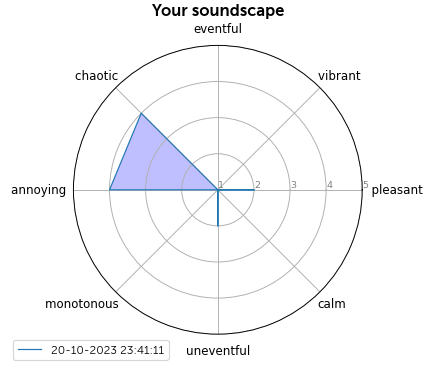 Your soundscape
eventful
chaotic
vibrant
annoying
1
2
3
4
5
pleasant
monotonous
calm
uneventful
20-10-2023 23:41:11